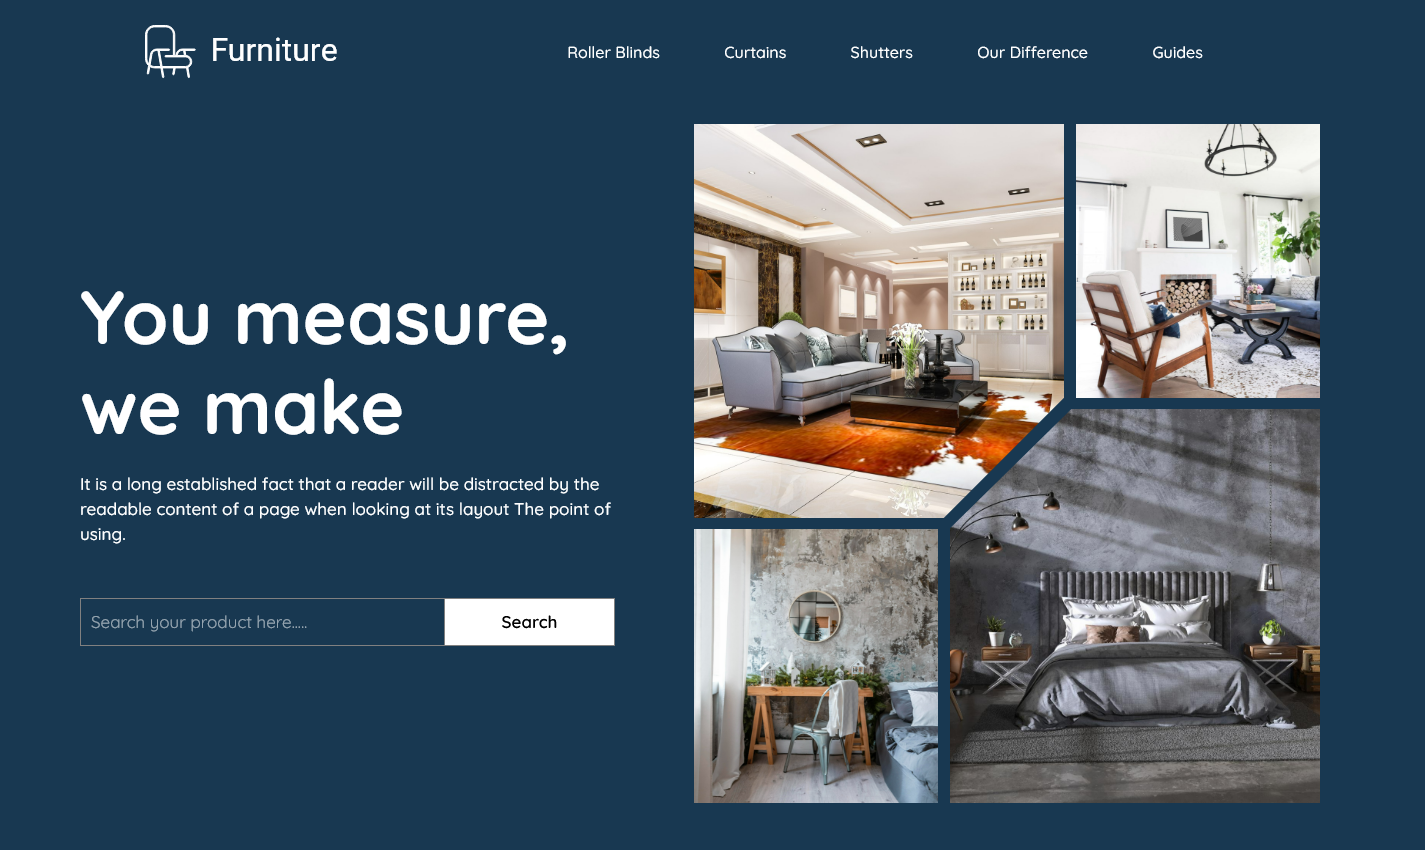 Furniture
Roller Blinds
Curtains
Shutters
Our Difference
Guides
You measure,
we make
It is a long established fact that a reader will be distracted by the
readable content of a page when looking at its layout The point of
using.
Search your product here.....
Search